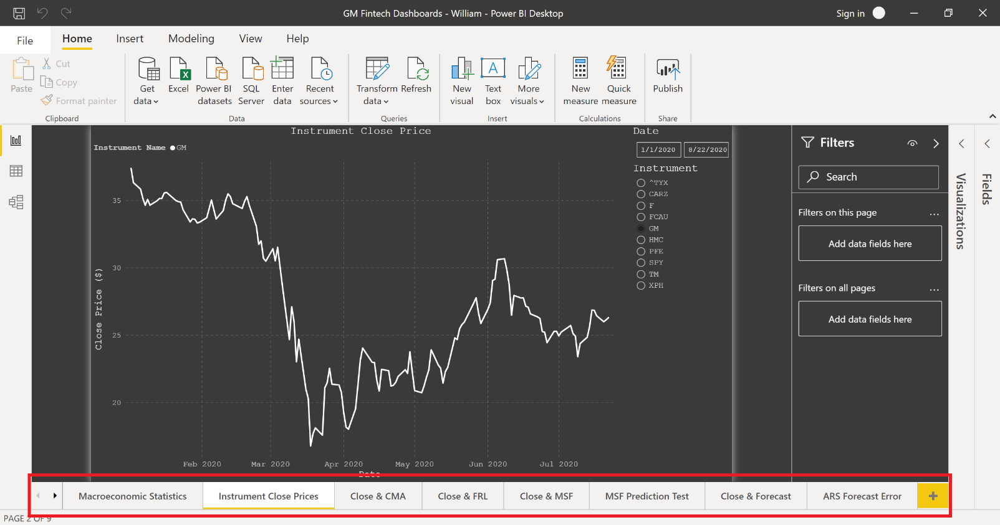 GM Fintech Dashboards - William - Power BI Desktop
Sign in
File
Home
Insert
Modeling
View
Help
Paste
Cut
Copy
Format painter
Clipboard
Get data
Excel
Power BI datasets
SQL Server
Enter data
Recent sources
Data
Transform data
Refresh
Queries
New visual
Text box
More visuals
Insert
New measure
Quick measure
Calculations
Publish
Share
Instrument Close Price
Instrument Name
GM
Close Price ($)
35
30
25
20
Feb 2020
Mar 2020
Apr 2020
May 2020
Jun 2020
Jul 2020
Date
Date
1/1/2020
8/22/2020
Instrument
^TYX
CARZ
F
FCAU
GM
HMC
PFE
SPY
TM
XPH
Filters
Search
Filters on this page
...
Add data fields here
Filters on all pages
...
Add data fields here
Visualizations
Fields
Macroeconomic Statistics
Instrument Close Prices
Close & CMA
Close & FRL
Close & MSF
MSF Prediction Test
Close & Forecast
ARS Forecast Error
+
PAGE 2 OF 9